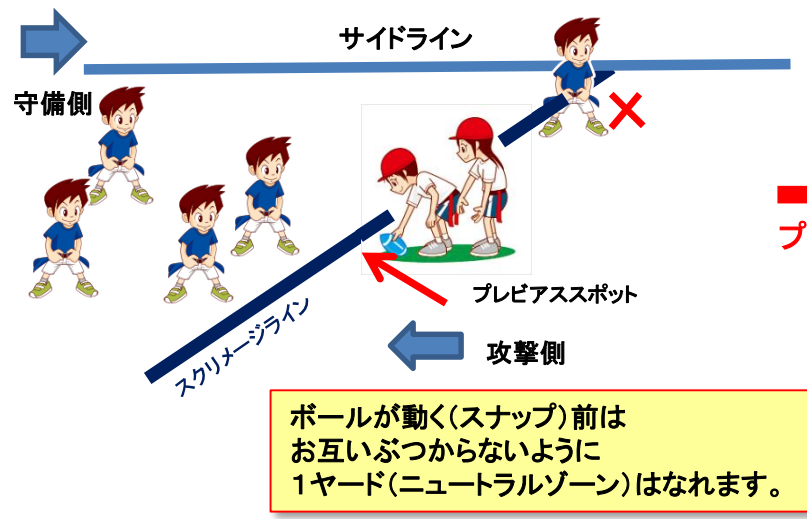 サイドライン
守備側
プ
プレビアススポット
スクリメージライン
攻撃側
ボールが動く(スナップ)前は
お互いぶつからないように
1ヤード(ニュートラルゾーン)はなれます。